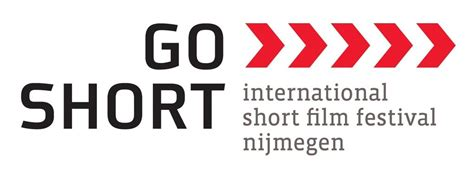 GO
SHORT
international
short film festival
nijmegen